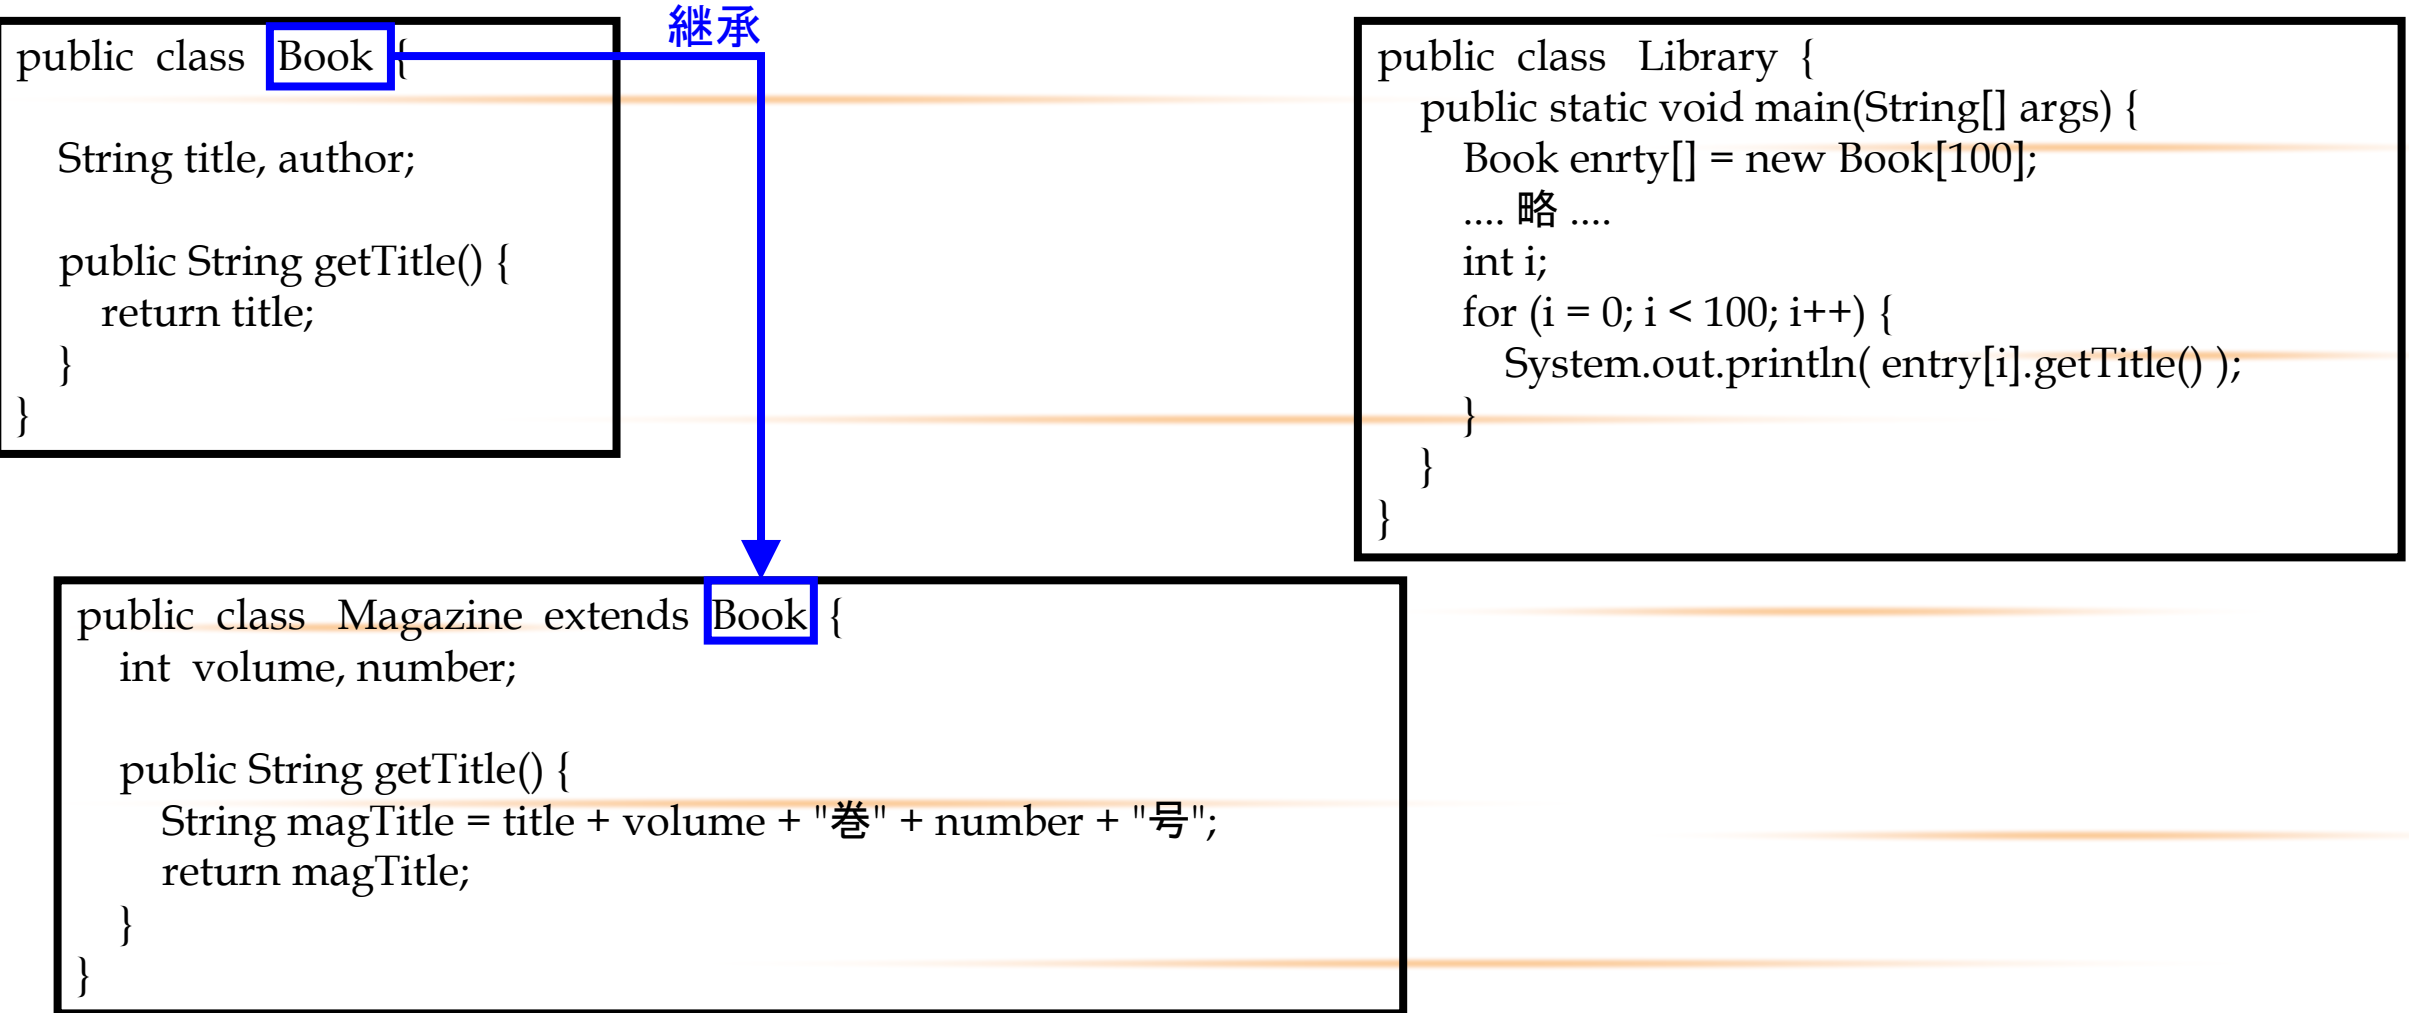 継承
public class Book {
String title, author;
public String getTitle() {
return title;
}
}
public class Library {
public static void main(String[] args) {
Book enrty[] = new Book[100];
.... 略 ....
int i;
for (i = 0; i < 100; i++) {
System.out.println( entry[i].getTitle() );
}
}
}
public class Magazine extends Book {
int volume, number;
public String getTitle() {
String magTitle = title + volume + "巻" + number + "号";
return magTitle;
}
}